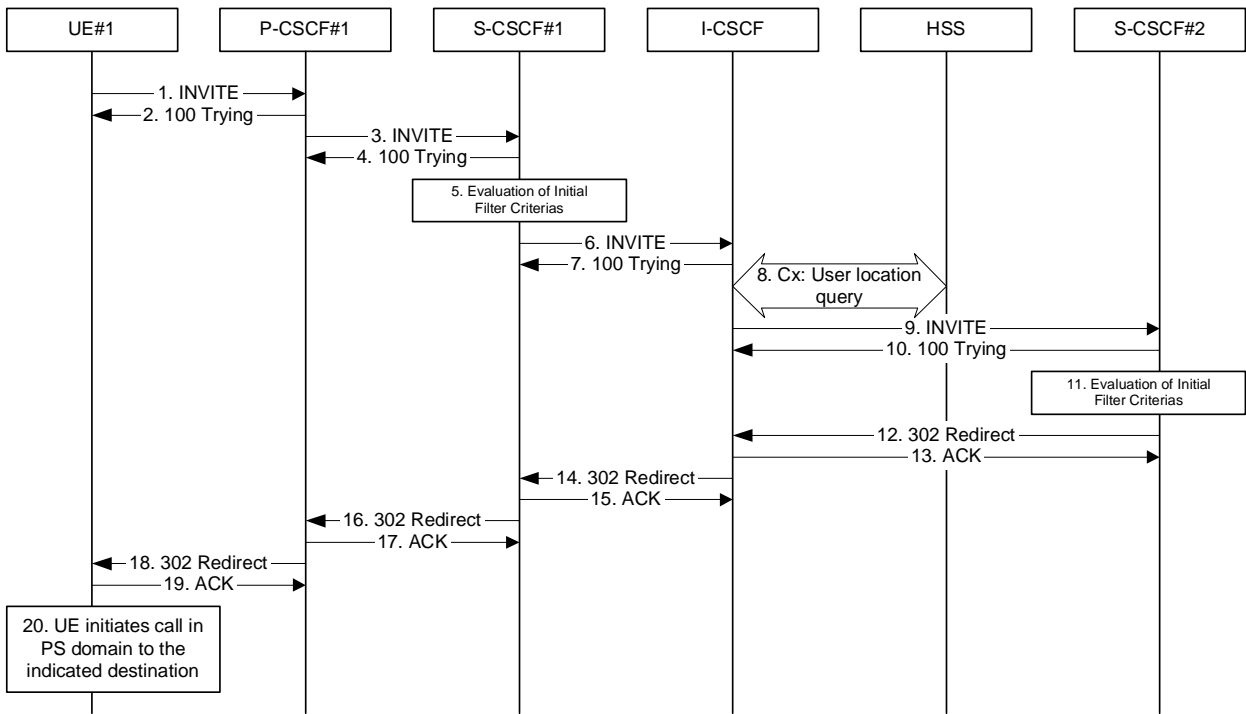 UE#1
P-CSCF#1
S-CSCF#1
I-CSCF
HSS
S-CSCF#2
1. INVITE
2. 100 Trying
3. INVITE
4. 100 Trying
5. Evaluation of Initial
Filter Criterias
6. INVITE
7. 100 Trying
8. Cx: User location
query
9. INVITE
10. 100 Trying
11. Evaluation of Initial
Filter Criterias
12. 302 Redirect
13. ACK
14. 302 Redirect
15. ACK
16. 302 Redirect
17. ACK
18. 302 Redirect
19. ACK
20. UE initiates call in
PS domain to the
indicated destination